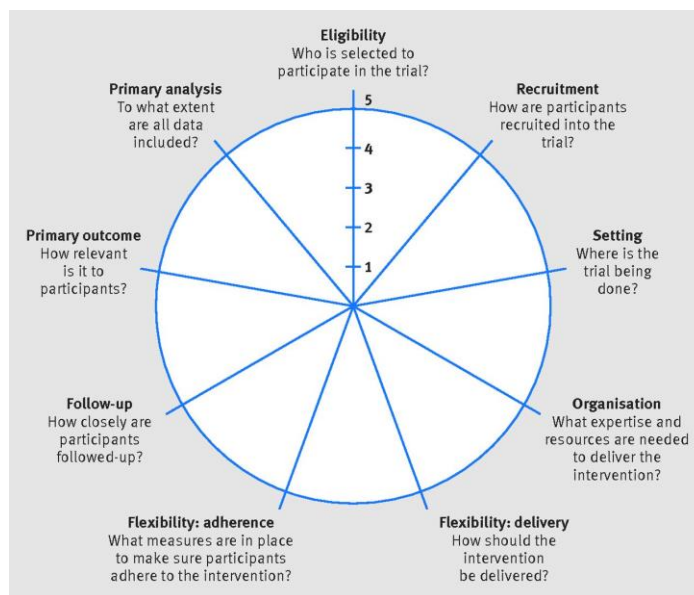 Eligibility
Who is selected to
participate in the trial?
Recruitment
How are participants
recruited into the
trial?
Setting
Where is the
trial being
done?
Organisation
What expertise and
resources are needed
to deliver the
intervention?
Flexibility: delivery
How should the
intervention
be delivered?
Flexibility: adherence
What measures are in place
to make sure participants
adhere to the intervention?
Follow-up
How closely are
participants
followed-up?
Primary outcome
How relevant
is it to
participants?
Primary analysis
To what extent
are all data
included?
5
4
3
2
1